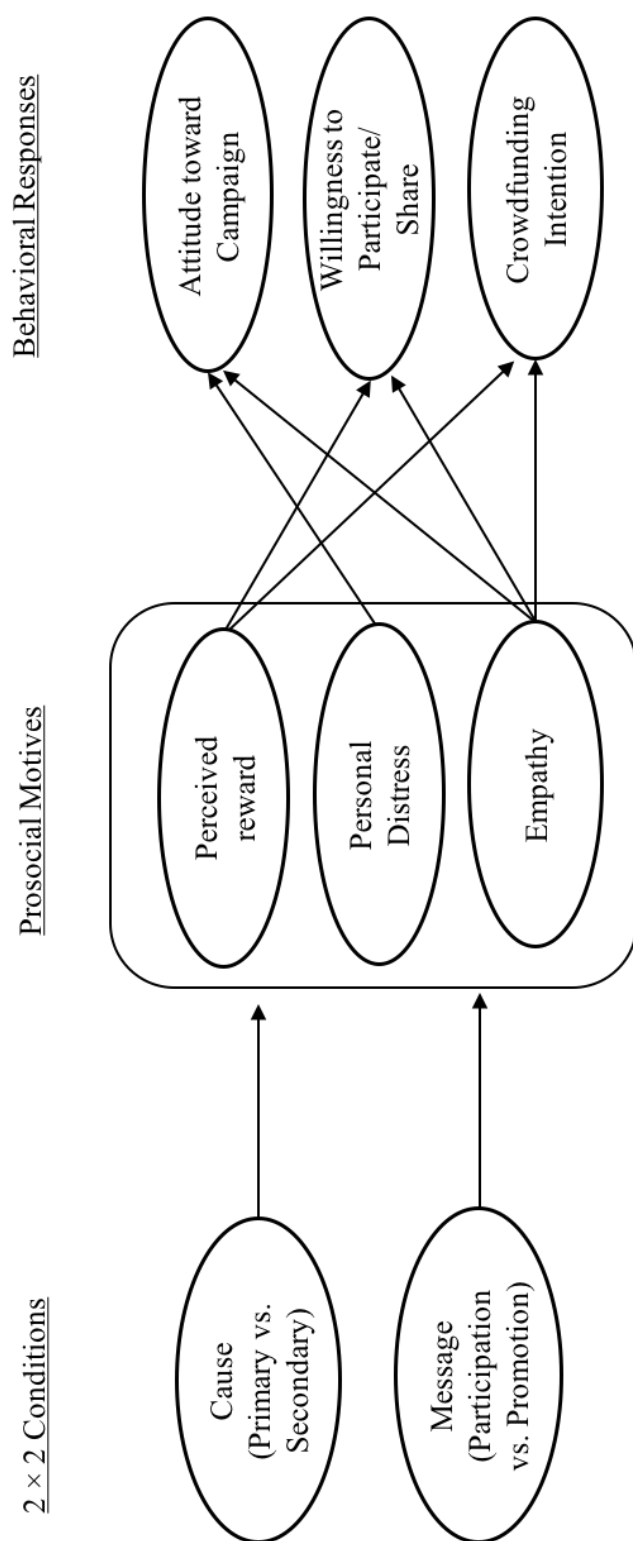 2 × 2 Conditions
Prosocial Motives
Behavioral Responses
Cause
(Primary vs.
Secondary)
Message
(Participation
vs. Promotion)
Perceived
reward
Personal
Distress
Empathy
Attitude toward
Campaign
Willingness to
Participate/
Share
Crowdfunding
Intention